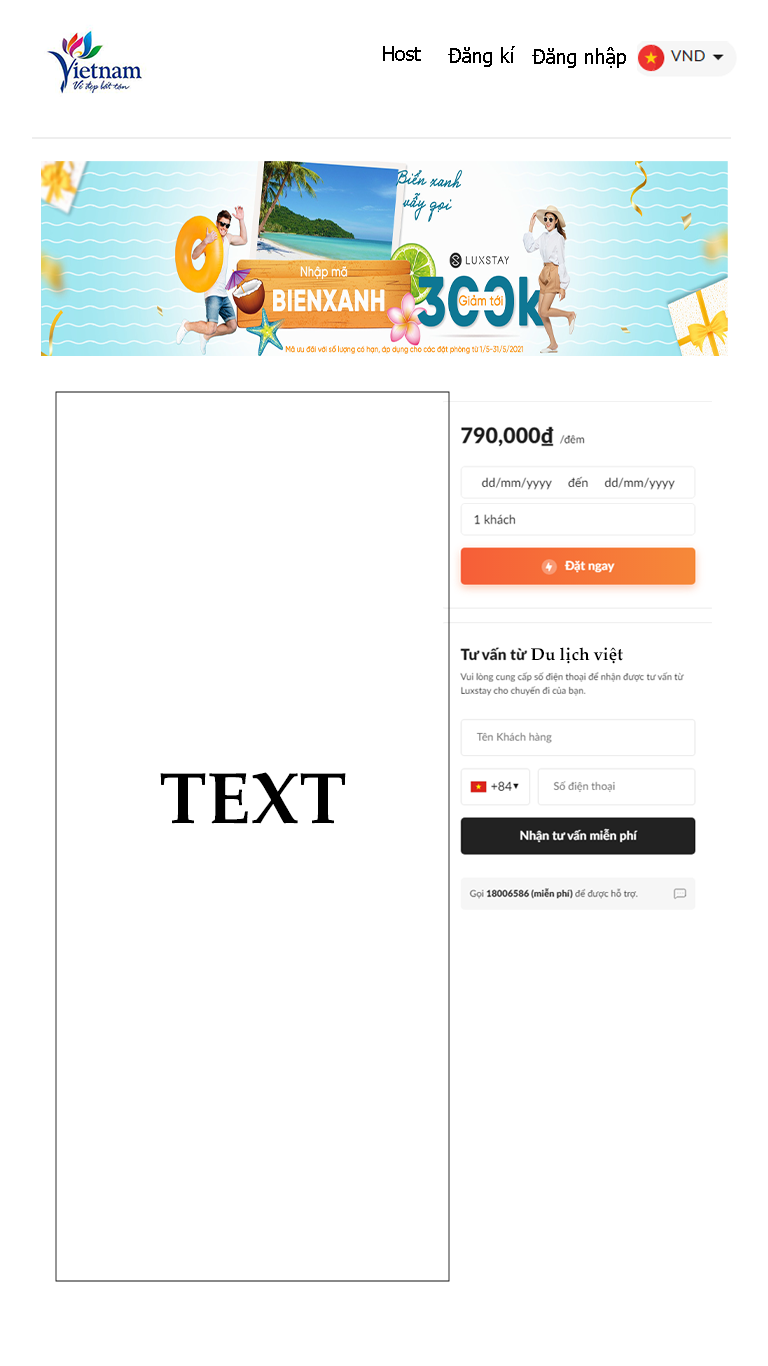 Vietnam
Vẻ đẹp bất tận
Host Đăng kí Đăng nhập VND
Biển xanh
vẫy gọi
LUXSTAY
Nhập mã
BIENXANH
300k
Giảm tới
Mã ưu đãi với số lượng có hạn, áp dụng cho các đặt phòng từ 1/5-31/5/2021
TEXT
790,000₫ /đêm
dd/mm/yyyy đến dd/mm/yyyy
1 khách
Đặt ngay
Tư vấn từ Du lịch việt
Vui lòng cung cấp số điện thoại để nhận được tư vấn từ
Luxstay cho chuyến đi của bạn.
Tên Khách hàng
+84 Số điện thoại
Nhận tư vấn miễn phí
Gọi 18006586 (miễn phí) để được hỗ trợ.